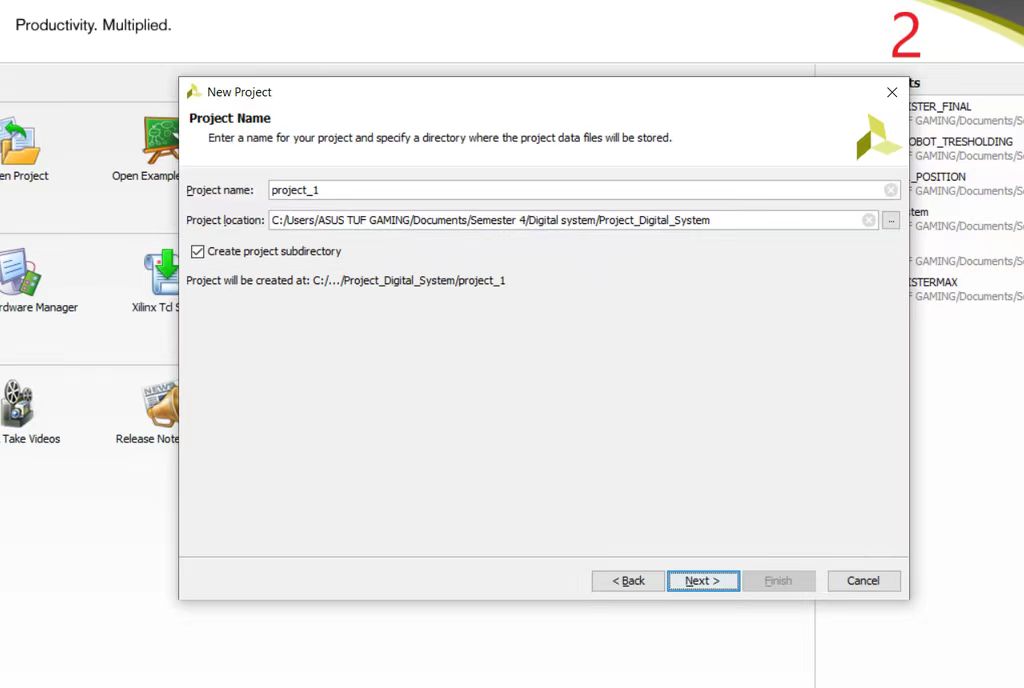 Productivity. Multiplied.
2
New Project
Project Name
Enter a name for your project and specify a directory where the project data files will be stored.
Project name: project_1
Project location: C:/Users/ASUS TUF GAMING/Documents/Semester 4/Digital system/Project_Digital_System ...
Create project subdirectory
Project will be created at: C:/.../Project_Digital_System/project_1
< Back Next > Finish Cancel
en Project
Open Example
rdware Manager
Xilinx Tcl S
Take Videos
NEWS
Release Note
ts
ISTER_FINAL
F GAMING/Documents/Se
OBOT_TRESHOLDING
F GAMING/Documents/Se
_POSITION
F GAMING/Documents/Se
tem
F GAMING/Documents/Se
F GAMING/Documents/Se
ISTERMAX
F GAMING/Documents/Se